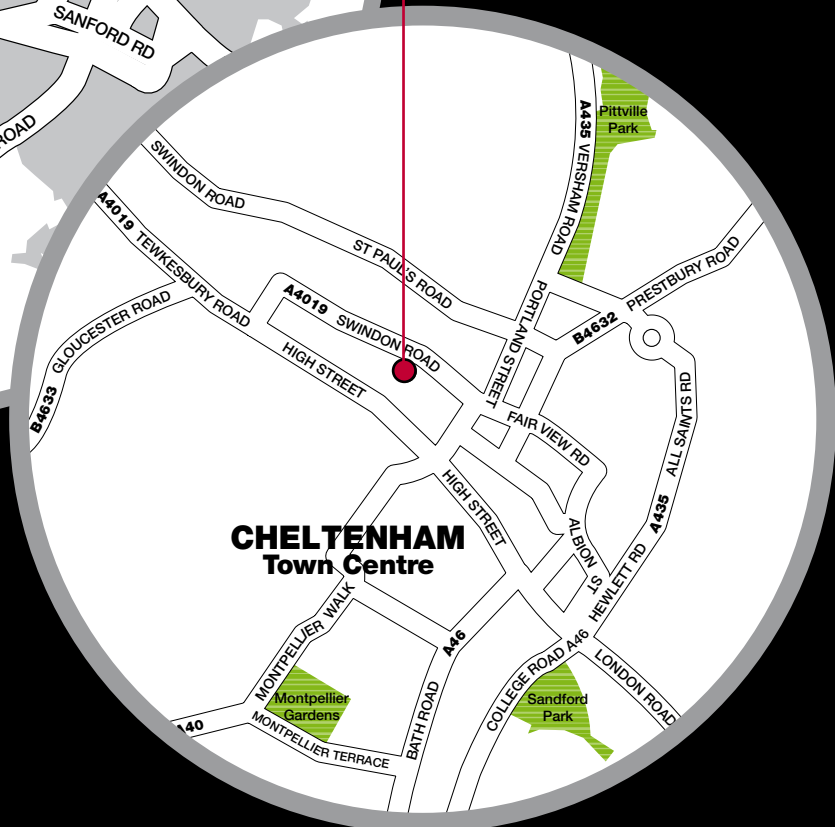 SANFORD RD
ROAD
SWINDON ROAD
A4019 TEWKESBURY ROAD
GLOUCESTER ROAD
B4633
ST PAUL'S ROAD
A4019 SWINDON ROAD
HIGH STREET
A435 VERSHAM ROAD
Pittville
Park
PORTLAND STREET
B4632 PRESTBURY ROAD
FAIR VIEW RD
ALL SAINTS RD
A435
HIGH STREET
ALBION ST
HEWLETT RD
CHELTENHAM
Town Centre
MONTPELLIER WALK
A46
COLLEGE ROAD A46
LONDON ROAD
Montpellier
Gardens
Sandford
Park
BATH ROAD
A40
MONTPELLIER TERRACE